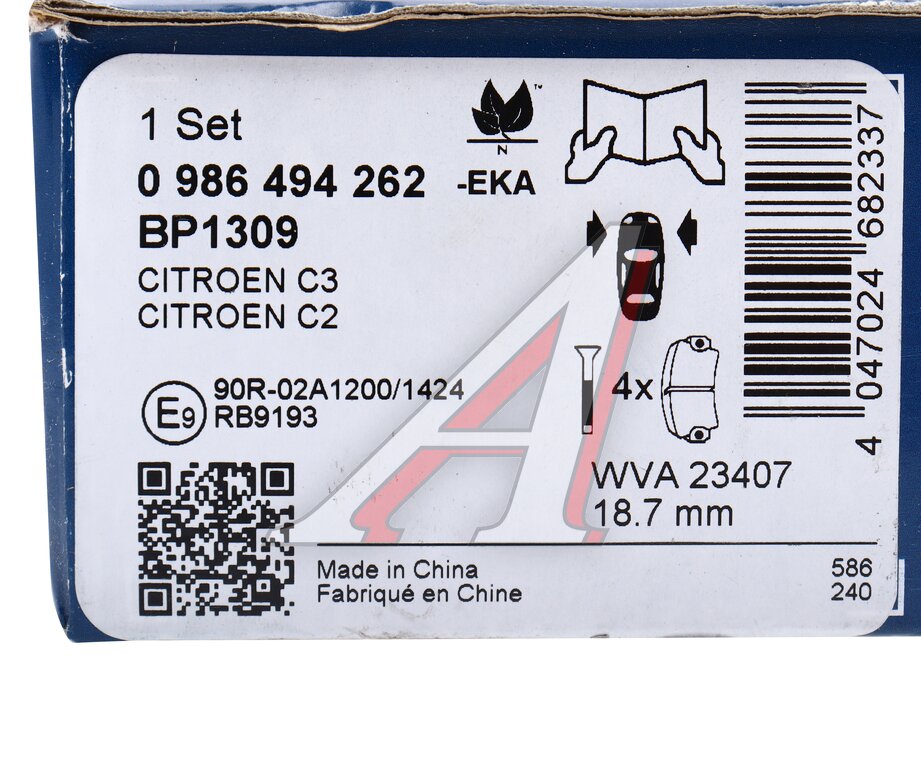 1 Set
0 986 494 262 -EKA
BP1309
CITROEN C3
CITROEN C2
™
N
E9
90R-02A1200/1424
RB9193
4x
WVA 23407
18.7 mm
Made in China
Fabriqué en Chine
586
240
4 047024 682337